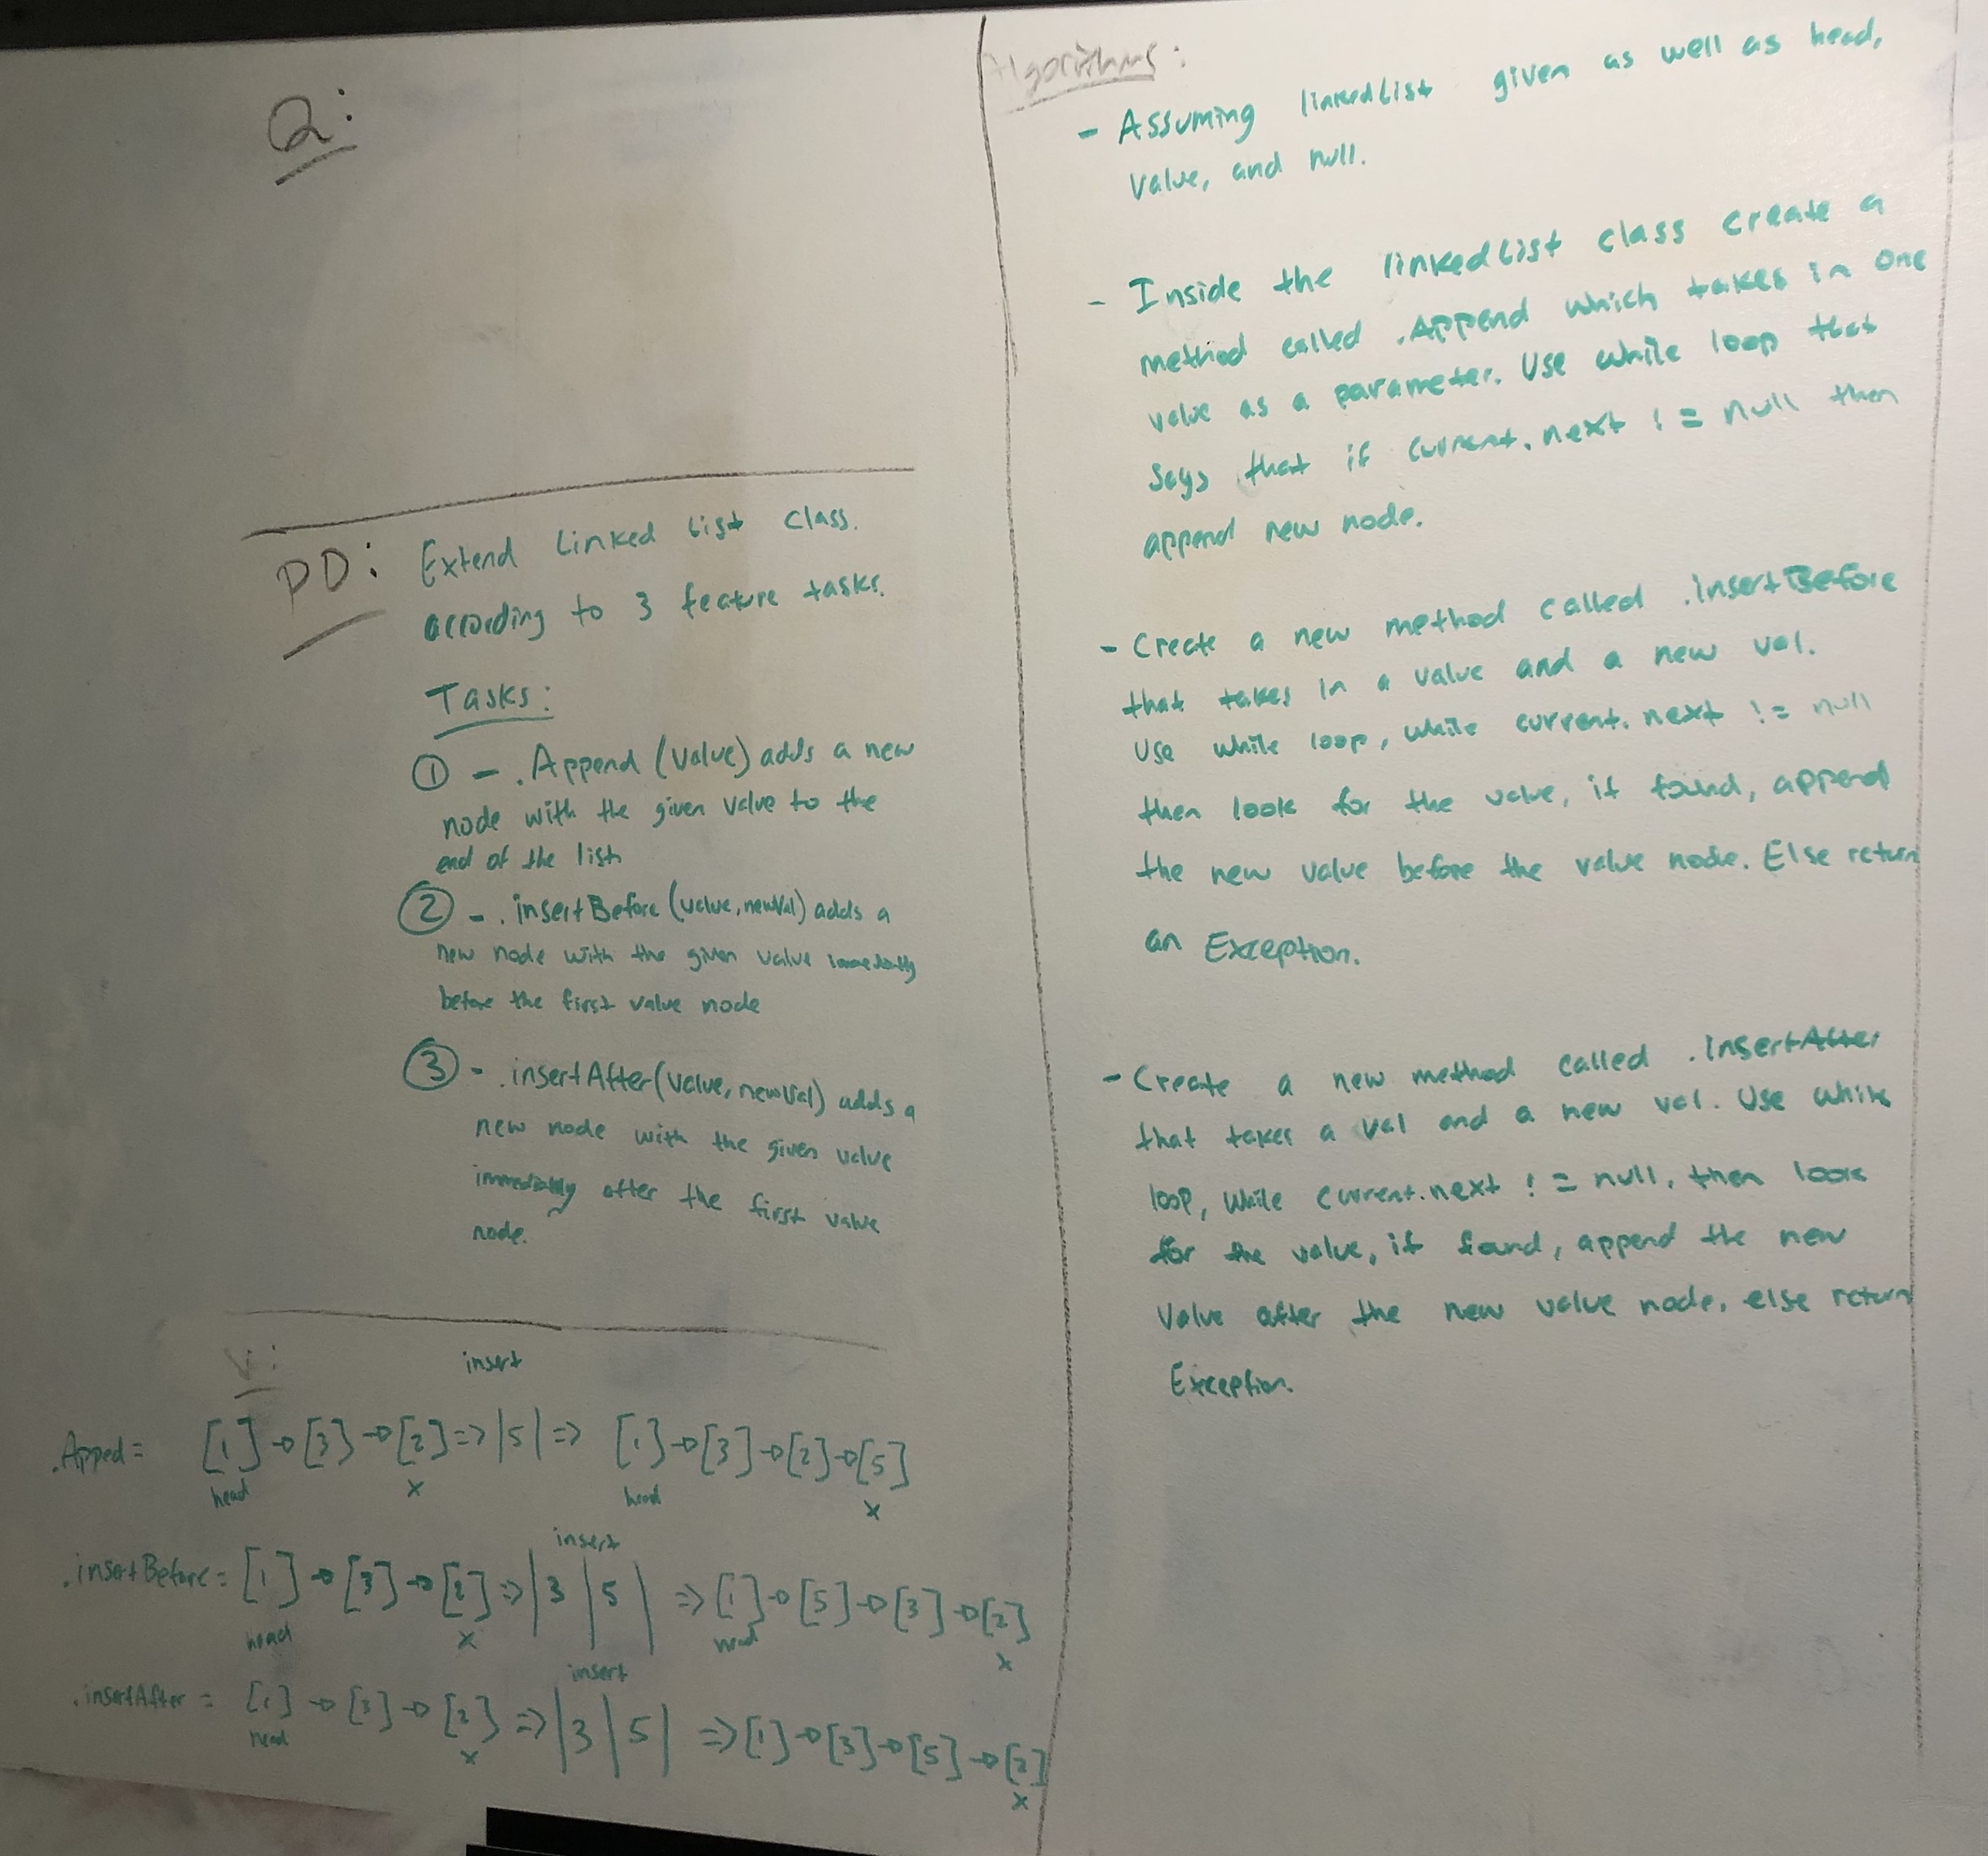 Q:
PD: Extend Linked List Class.
according to 3 feature tasks.
Tasks:
① - .Append (value) adds a new
node with the given value to the
end of the list
② - .insertBefore (value, newVal) adds a
new node with the given value immediatly
before the first value node
③ - .insertAfter (value, newVal) adds a
new node with the given value
immediatly after the first value
node.
V:
insert
.Apped = [1] → [3] → [2] => |5| => [1] → [3] → [2] → [5]
head x head x
insert
.insertBefore = [1] → [3] → [2] => |3|5| => [1] → [5] → [3] → [2]
head x head x
insert
.insertAfter = [1] → [3] → [2] => |3|5| => [1] → [3] → [5] → [2]
head x x
Algorithms:
- Assuming linkedList given as well as head,
value, and null.
- Inside the linkedList class create a
method called .Append which takes in one
value as a parameter. Use while loop that
says that if current.next != null then
append new node.
- Create a new method called .insertBefore
that takes in a value and a new val.
Use while loop, while current.next != null
then look for the value, if found, append
the new value before the value node. Else return
an Exception.
- Create a new method called .insertAfter
that takes a val and a new val. Use while
loop, while current.next != null, then look
for the value, if found, append the new
value after the new value node, else return
Exception.